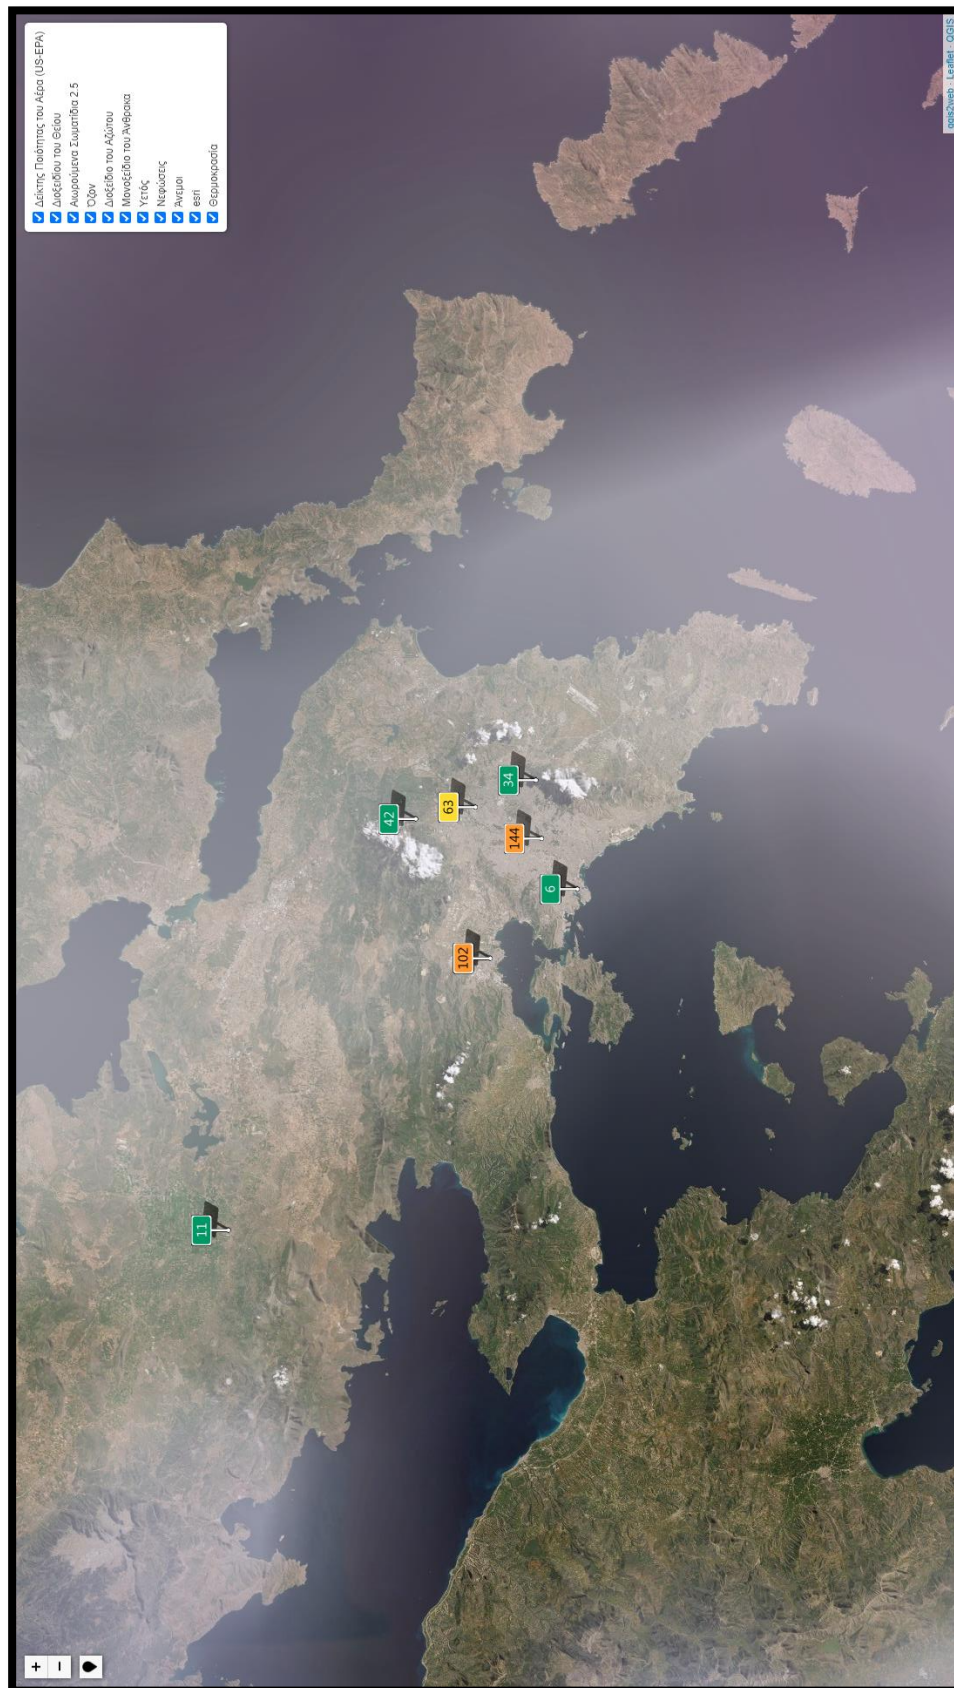 Δείκτης Ποιότητας του Αέρα (US-EPA)
Διοξειδίου του Θείου
Αιωρούμενα Σωματίδια 2.5
Όζον
Διοξείδιο του Αζώτου
Μονοξείδιο του Άνθρακα
Υετός
Νεφώσεις
Άνεμοι
esri
Θερμοκρασία
+
−
11
102
6
42
144
63
34
qgis2web · Leaflet · QGIS